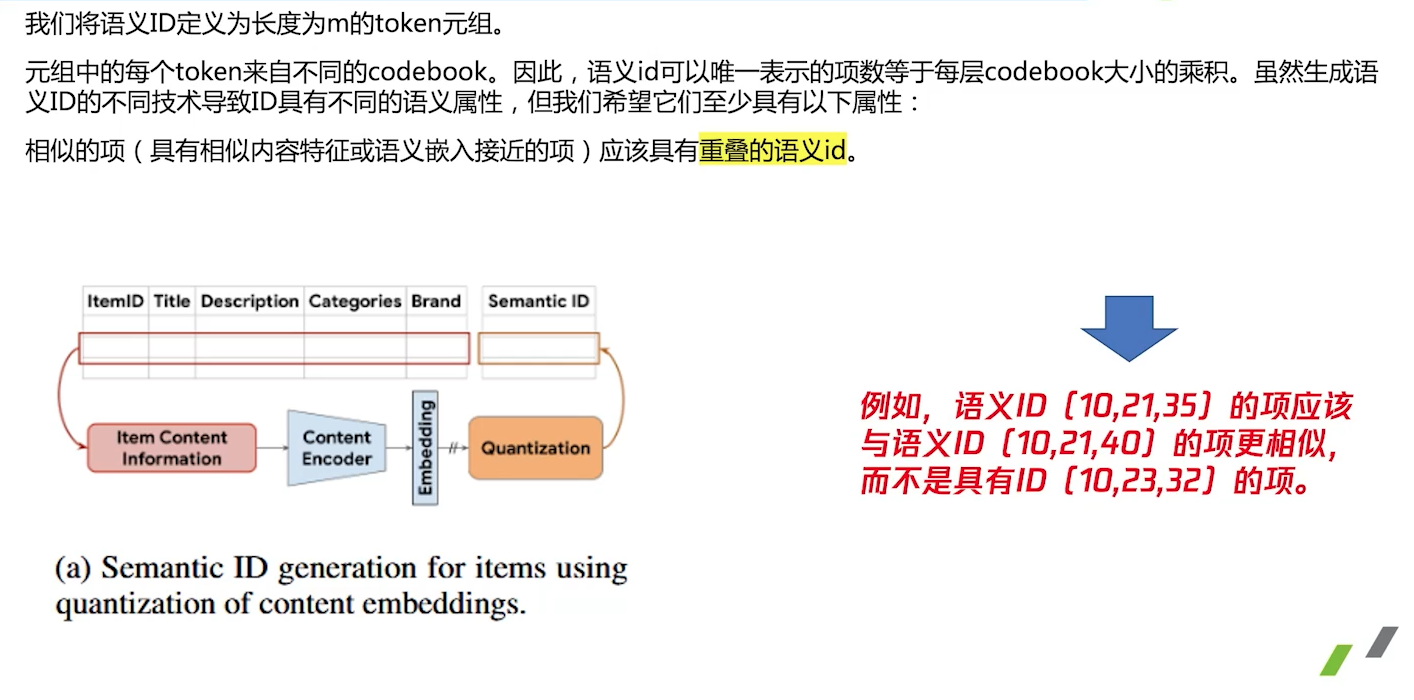 我们将语义ID定义为长度为m的token元组。
元组中的每个token来自不同的codebook。因此，语义id可以唯一表示的项数等于每层codebook大小的乘积。虽然生成语
义ID的不同技术导致ID具有不同的语义属性，但我们希望它们至少具有以下属性：
相似的项（具有相似内容特征或语义嵌入接近的项）应该具有重叠的语义id。
ItemID Title Description Categories Brand Semantic ID
Item Content
Information
Content
Encoder
Embedding
Quantization
(a) Semantic ID generation for items using
quantization of content embeddings.
例如，语义ID（10,21,35）的项应该
与语义ID（10,21,40）的项更相似，
而不是具有ID（10,23,32）的项。